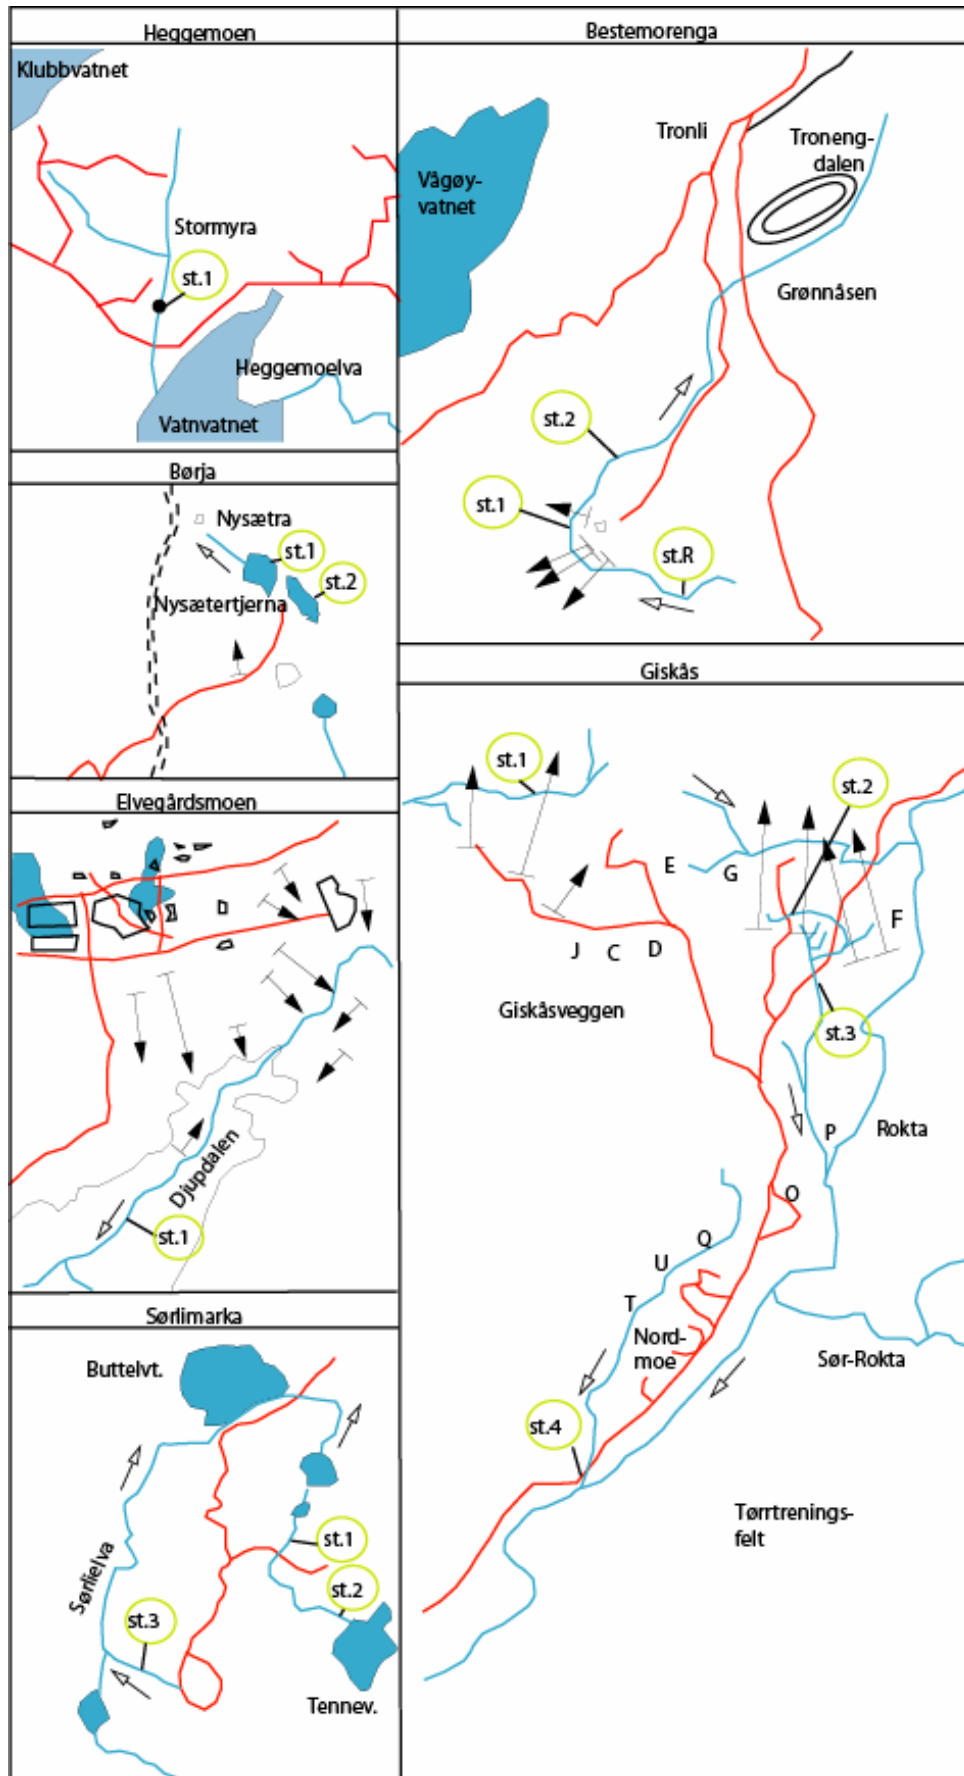 Heggemoen
Klubbvatnet
Stormyra
st.1
Heggemoelva
Vatnvatnet
Børja
Nysætra
st.1
st.2
Nysætertjerna
Elvegårdsmoen
Djupdalen
st.1
Sørlimarka
Buttelvt.
Sørlielva
st.1
st.2
st.3
Tennev.
Bestemorenga
Tronli
Troneng-
dalen
Vågøy-
vatnet
Grønnåsen
st.2
st.1
st.R
Giskås
st.1
st.2
E
G
F
J
C
D
Giskåsveggen
st.3
P
Rokta
O
Q
U
T
Nord-
moe
Sør-Rokta
st.4
Tørrtrenings-
felt